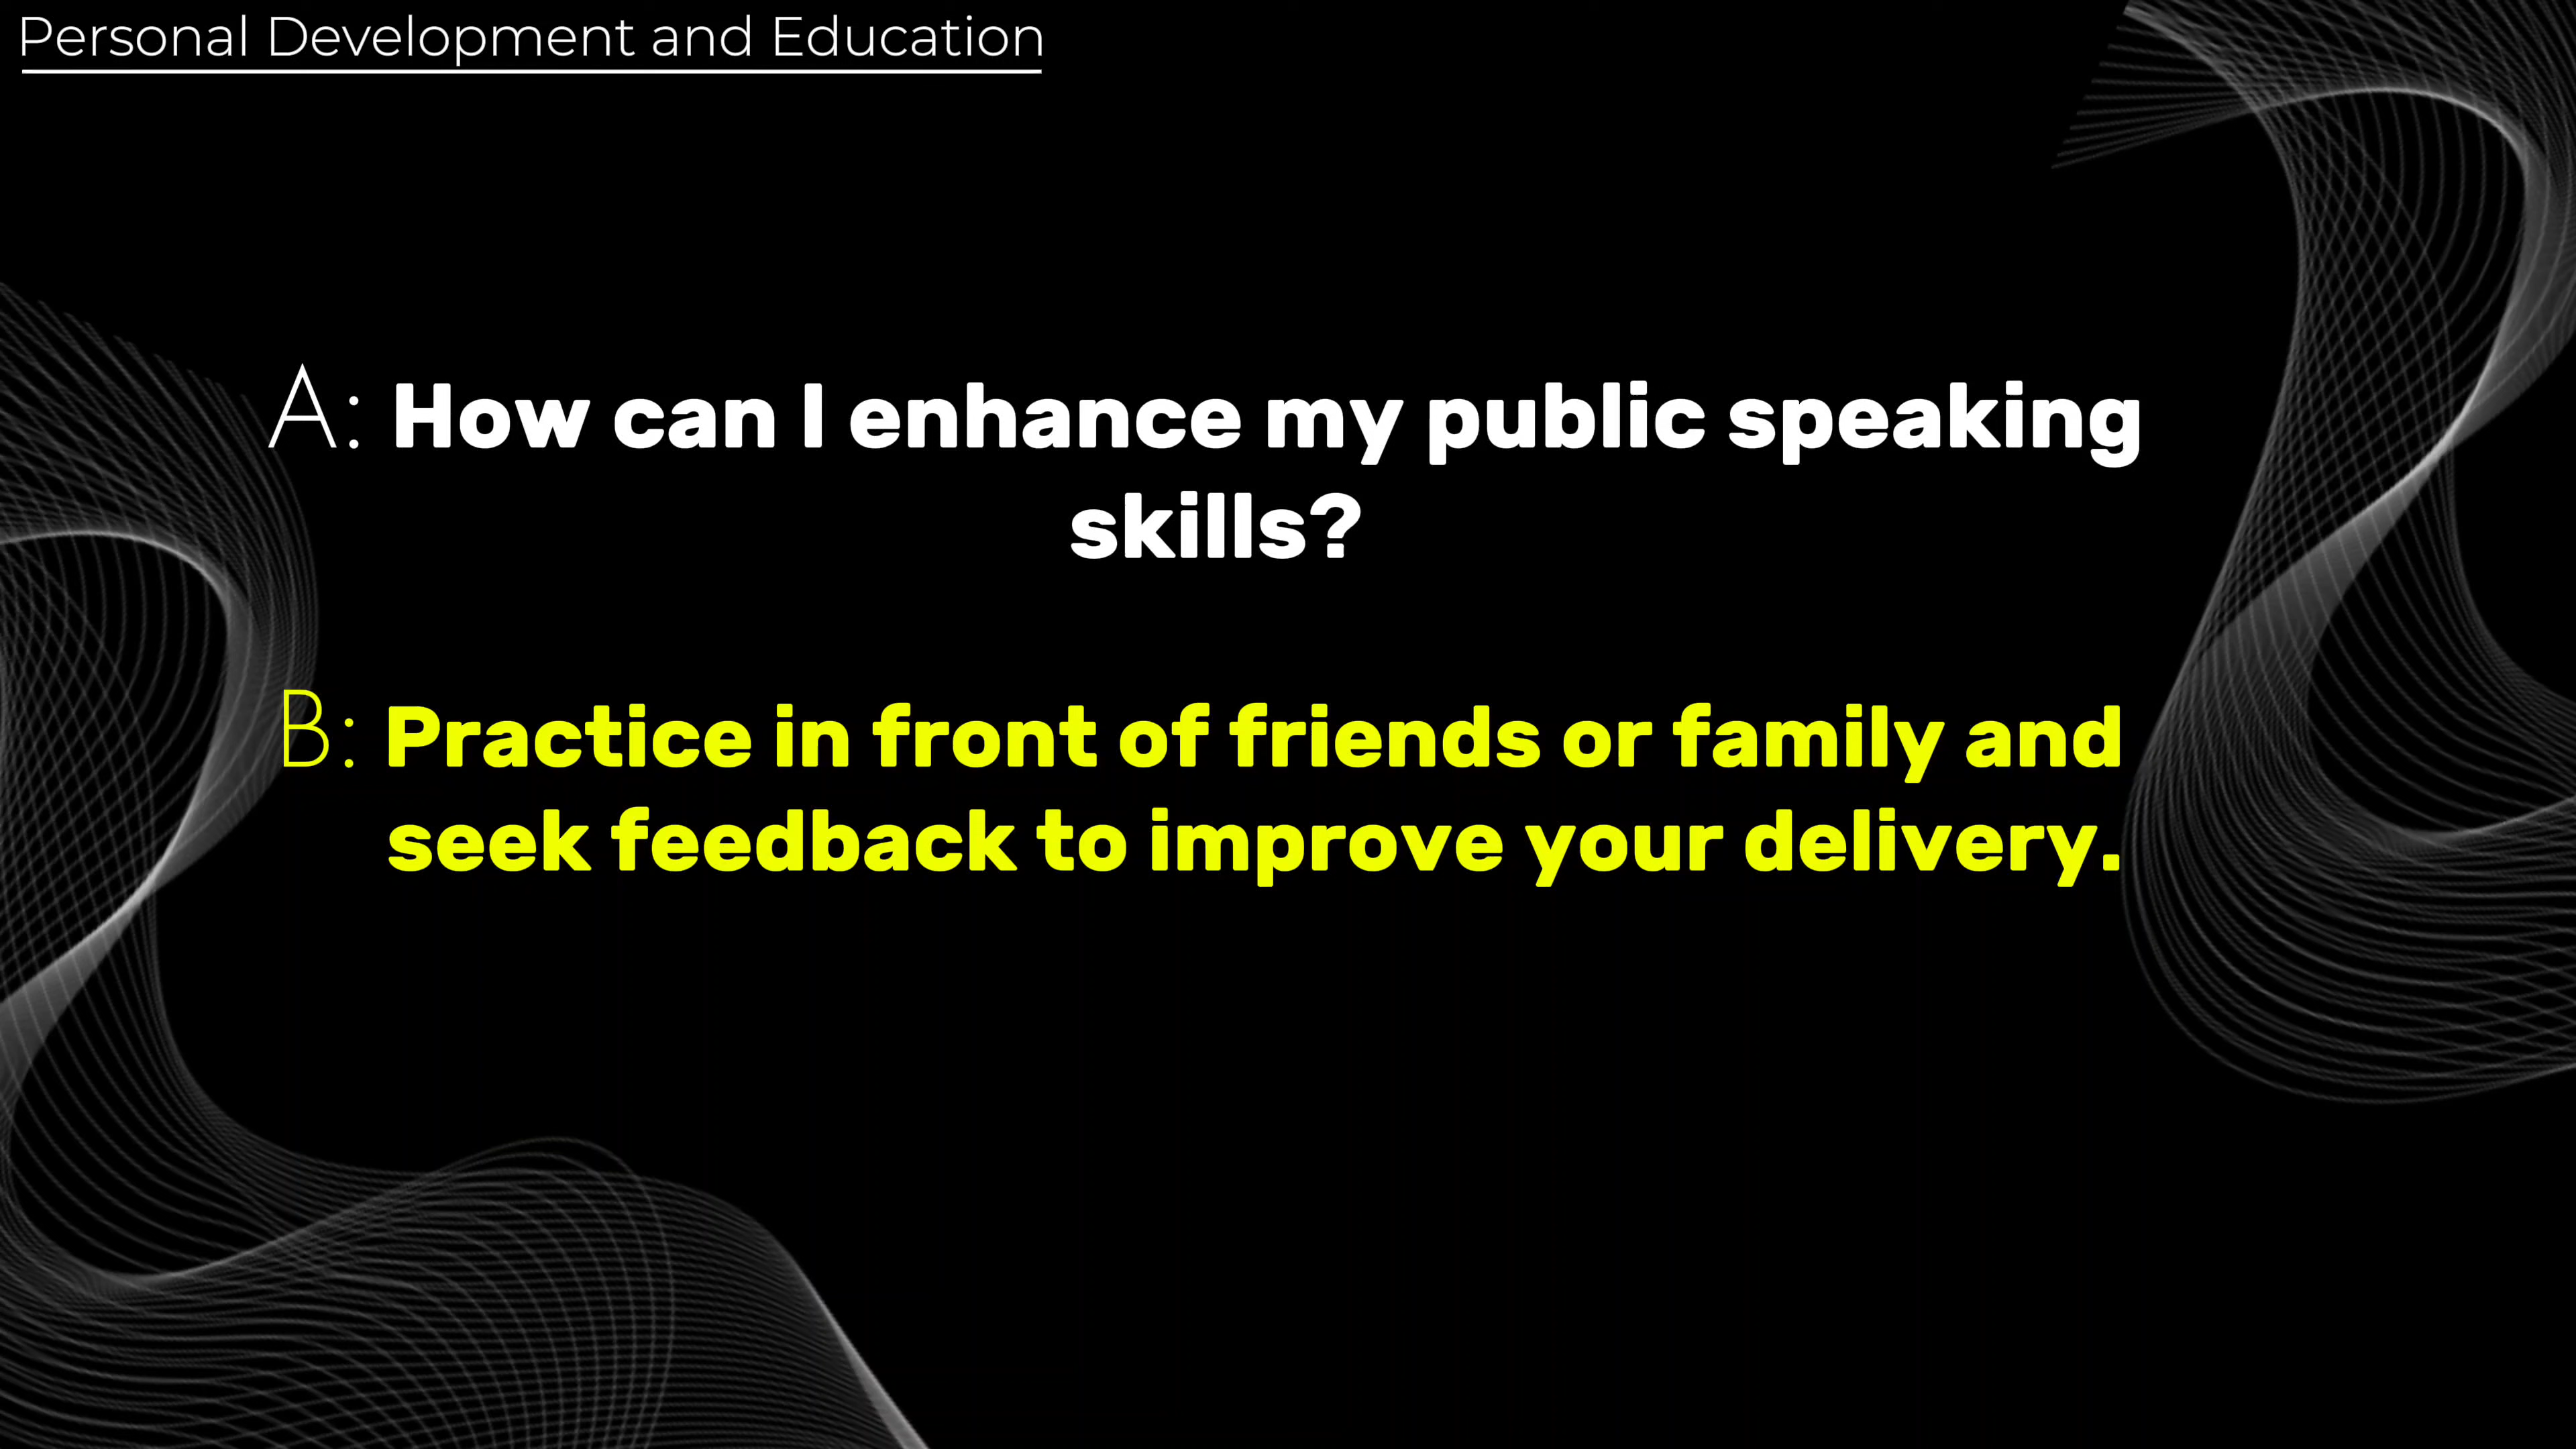 Personal Development and Education
A: How can I enhance my public speaking
skills?
B: Practice in front of friends or family and
seek feedback to improve your delivery.